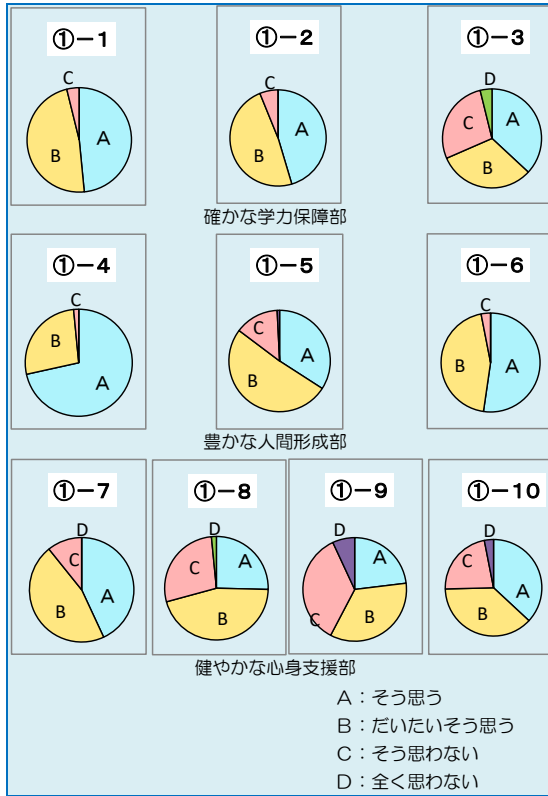 ①－1
①－2
①－3
C
A
B
C
A
B
D
A
C
B
確かな学力保障部
①－4
①－5
①－6
C
B
A
C
A
B
C
B
A
豊かな人間形成部
①－7
①－8
①－9
①－10
D
C
A
B
D
A
C
B
D
A
B
C
D
C
A
B
健やかな心身支援部
A：そう思う
B：だいたいそう思う
C：そう思わない
D：全く思わない